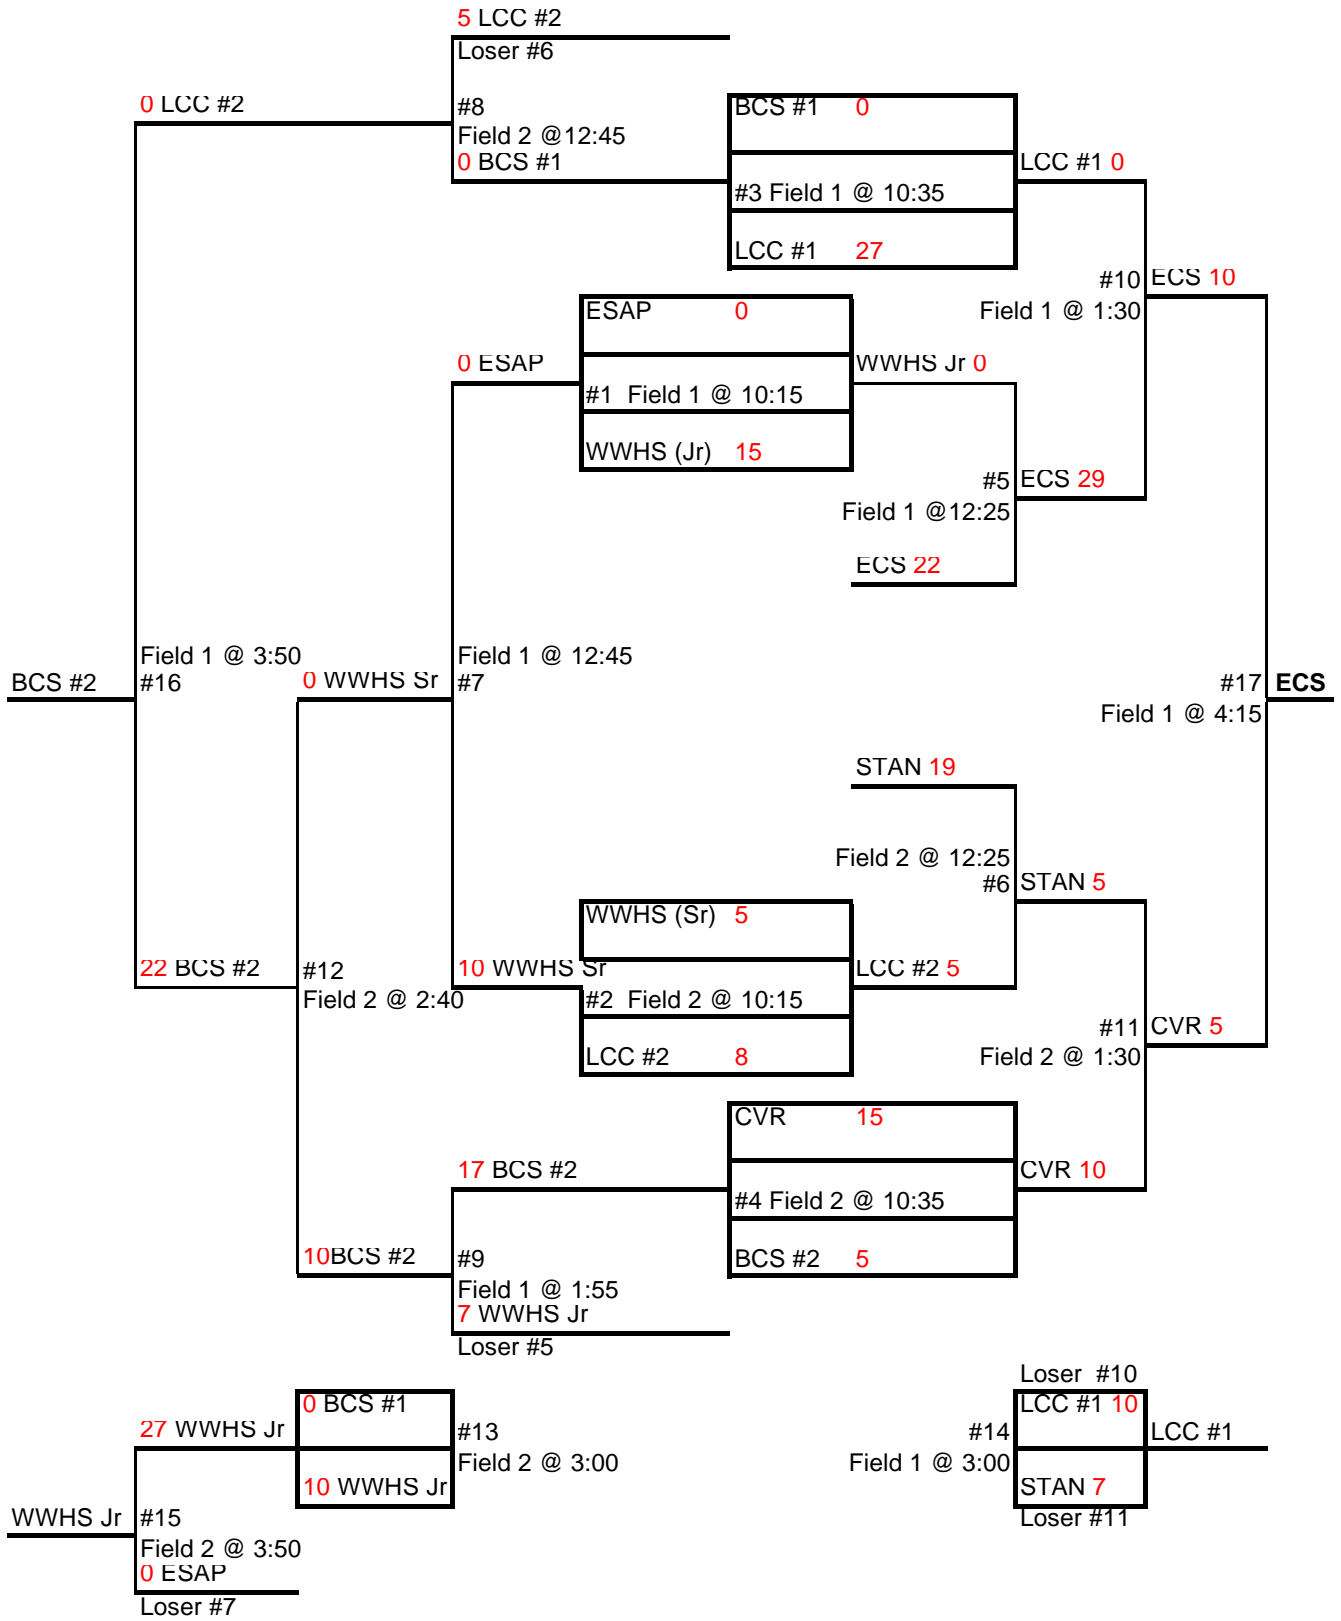 5 LCC #2
Loser #6
0 LCC #2
#8
BCS #1 0
Field 2 @12:45
0 BCS #1
LCC #1 0
#3 Field 1 @ 10:35
LCC #1 27
#10
ECS 10
Field 1 @ 1:30
ESAP 0
0 ESAP
WWHS Jr 0
#1 Field 1 @ 10:15
WWHS (Jr) 15
#5
ECS 29
Field 1 @12:25
ECS 22
Field 1 @ 3:50
Field 1 @ 12:45
BCS #2
#16
0 WWHS Sr
#7
#17
ECS
Field 1 @ 4:15
STAN 19
Field 2 @ 12:25
#6
STAN 5
WWHS (Sr) 5
22 BCS #2
#12
10 WWHS Sr
LCC #2 5
Field 2 @ 2:40
#2 Field 2 @ 10:15
#11
CVR 5
LCC #2 8
Field 2 @ 1:30
CVR 15
17 BCS #2
CVR 10
#4 Field 2 @ 10:35
10BCS #2
#9
BCS #2 5
Field 1 @ 1:55
7 WWHS Jr
Loser #5
Loser #10
0 BCS #1
LCC #1 10
27 WWHS Jr
#13
#14
LCC #1
Field 2 @ 3:00
Field 1 @ 3:00
10 WWHS Jr
STAN 7
WWHS Jr
#15
Loser #11
Field 2 @ 3:50
0 ESAP
Loser #7